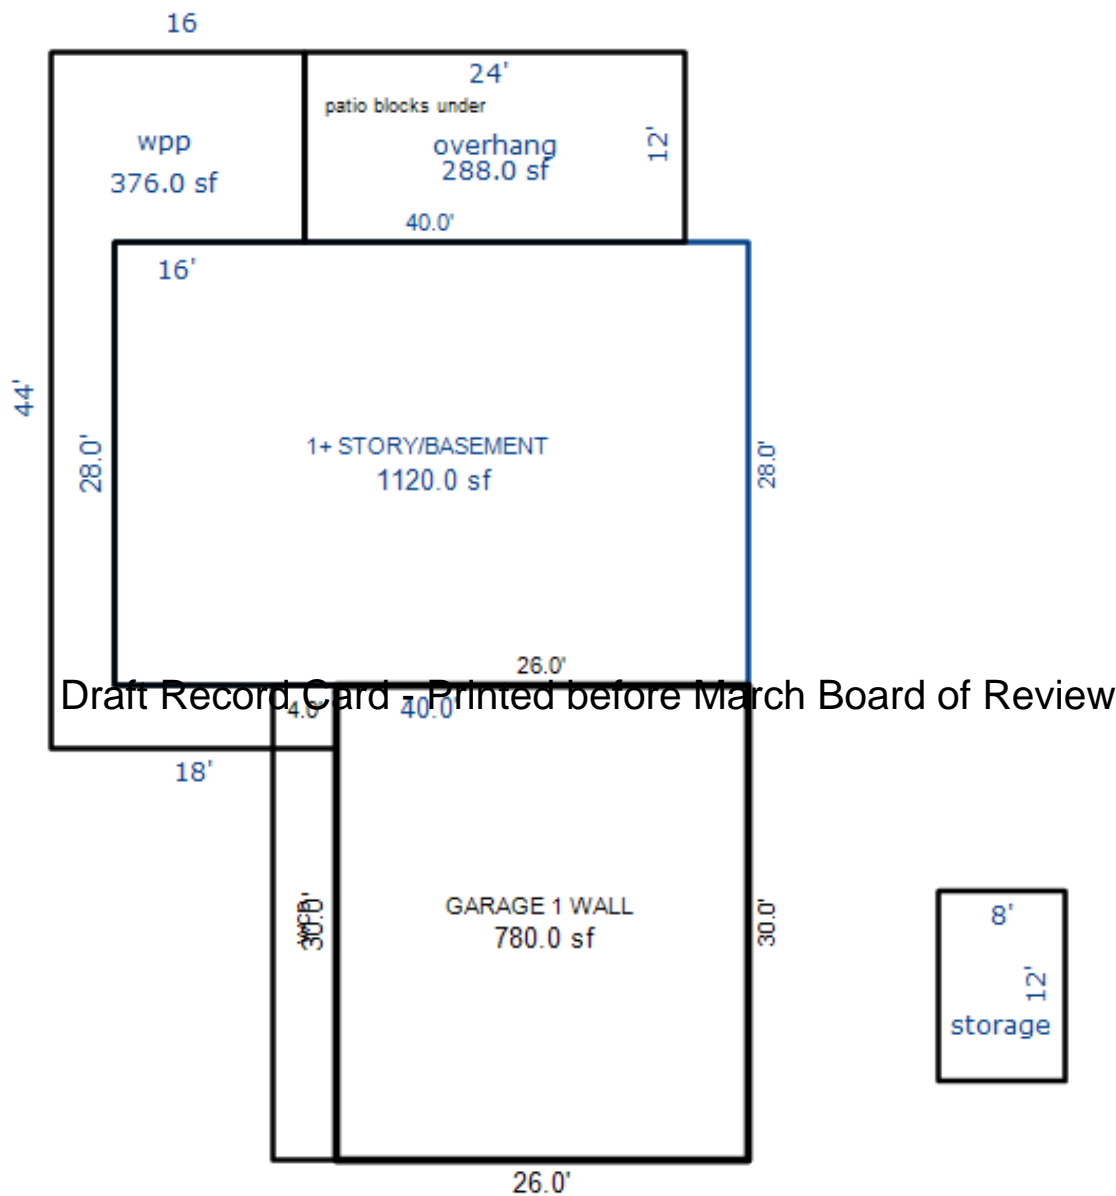 16
24'
patio blocks under
wpp
376.0 sf
overhang
288.0 sf
12'
40.0'
16'
44'
28.0'
1+ STORY/BASEMENT
1120.0 sf
28.0'
26.0'
Draft Record Card - Printed before March Board of Review
4.0'
40.0'
18'
30.0'
GARAGE 1 WALL
780.0 sf
30.0'
8'
12'
storage
26.0'